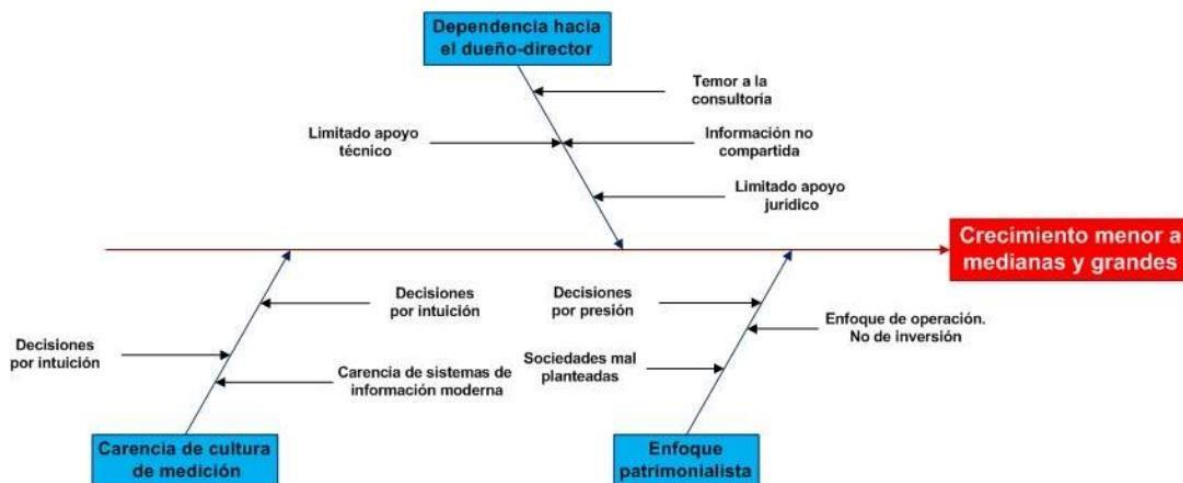 Dependencia hacia
el dueño-director
Temor a la
consultoría
Limitado apoyo
técnico
Información no
compartida
Limitado apoyo
jurídico
Crecimiento menor a
medianas y grandes
Decisiones
por intuición
Decisiones
por intuición
Carencia de sistemas de
información moderna
Decisiones
por presión
Enfoque de operación.
No de inversión
Sociedades mal
planteadas
Carencia de cultura
de medición
Enfoque
patrimonialista